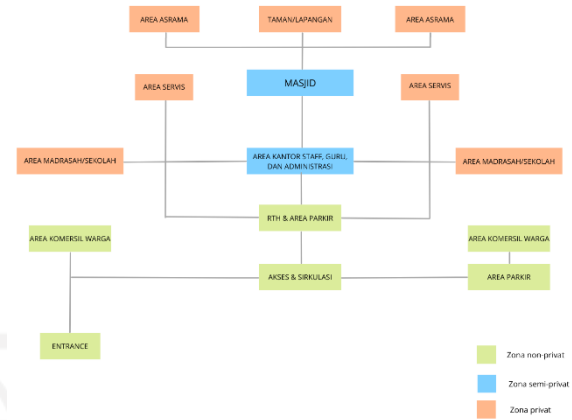 AREA ASRAMA
TAMAN/LAPANGAN
AREA ASRAMA
AREA SERVIS
MASJID
AREA SERVIS
AREA MADRASAH/SEKOLAH
AREA KANTOR STAFF, GURU,
DAN ADMINISTRASI
AREA MADRASAH/SEKOLAH
RTH & AREA PARKIR
AREA KOMERSIL WARGA
AREA KOMERSIL WARGA
AKSES & SIRKULASI
AREA PARKIR
ENTRANCE
Zona non-privat
Zona semi-privat
Zona privat